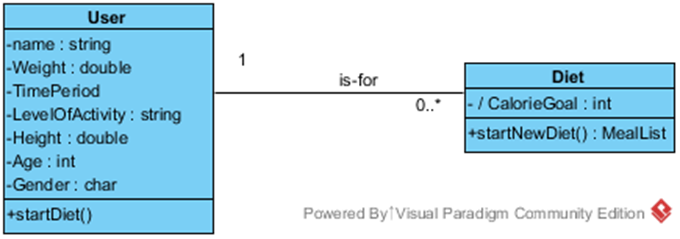 User
-name : string
-Weight : double
-TimePeriod
-LevelOfActivity : string
-Height : double
-Age : int
-Gender : char
+startDiet()
1
is-for
0..*
Diet
- / CalorieGoal : int
+startNewDiet() : MealList
Powered By↑Visual Paradigm Community Edition